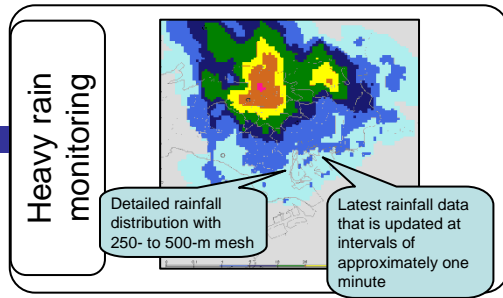 Heavy rain
monitoring
Detailed rainfall
distribution with
250- to 500-m mesh
Latest rainfall data
that is updated at
intervals of
approximately one
minute